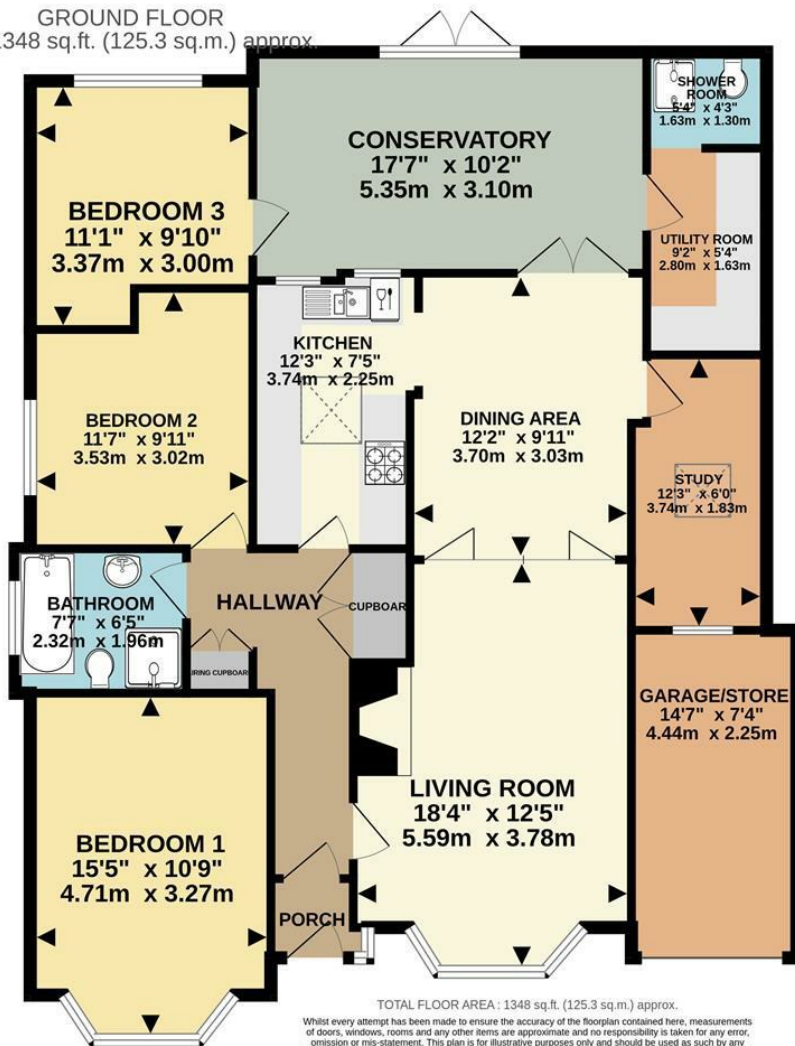 GROUND FLOOR
1348 sq.ft. (125.3 sq.m.) approx.
CONSERVATORY
17'7" x 10'2"
5.35m x 3.10m
SHOWER
ROOM
5'4" x 4'3"
1.63m x 1.30m
BEDROOM 3
11'1" x 9'10"
3.37m x 3.00m
UTILITY ROOM
9'2" x 5'4"
2.80m x 1.63m
KITCHEN
12'3" x 7'5"
3.74m x 2.25m
BEDROOM 2
11'7" x 9'11"
3.53m x 3.02m
DINING AREA
12'2" x 9'11"
3.70m x 3.03m
STUDY
12'3" x 6'0"
3.74m x 1.83m
BATHROOM
7'7" x 6'5"
2.32m x 1.96m
HALLWAY
CUPBOAR
IRING CUPBOAR
GARAGE/STORE
14'7" x 7'4"
4.44m x 2.25m
LIVING ROOM
18'4" x 12'5"
5.59m x 3.78m
BEDROOM 1
15'5" x 10'9"
4.71m x 3.27m
PORCH
TOTAL FLOOR AREA : 1348 sq.ft. (125.3 sq.m.) approx.
Whilst every attempt has been made to ensure the accuracy of the floorplan contained here, measurements
of doors, windows, rooms and any other items are approximate and no responsibility is taken for any error,
omission or mis-statement. This plan is for illustrative purposes only and should be used as such by any